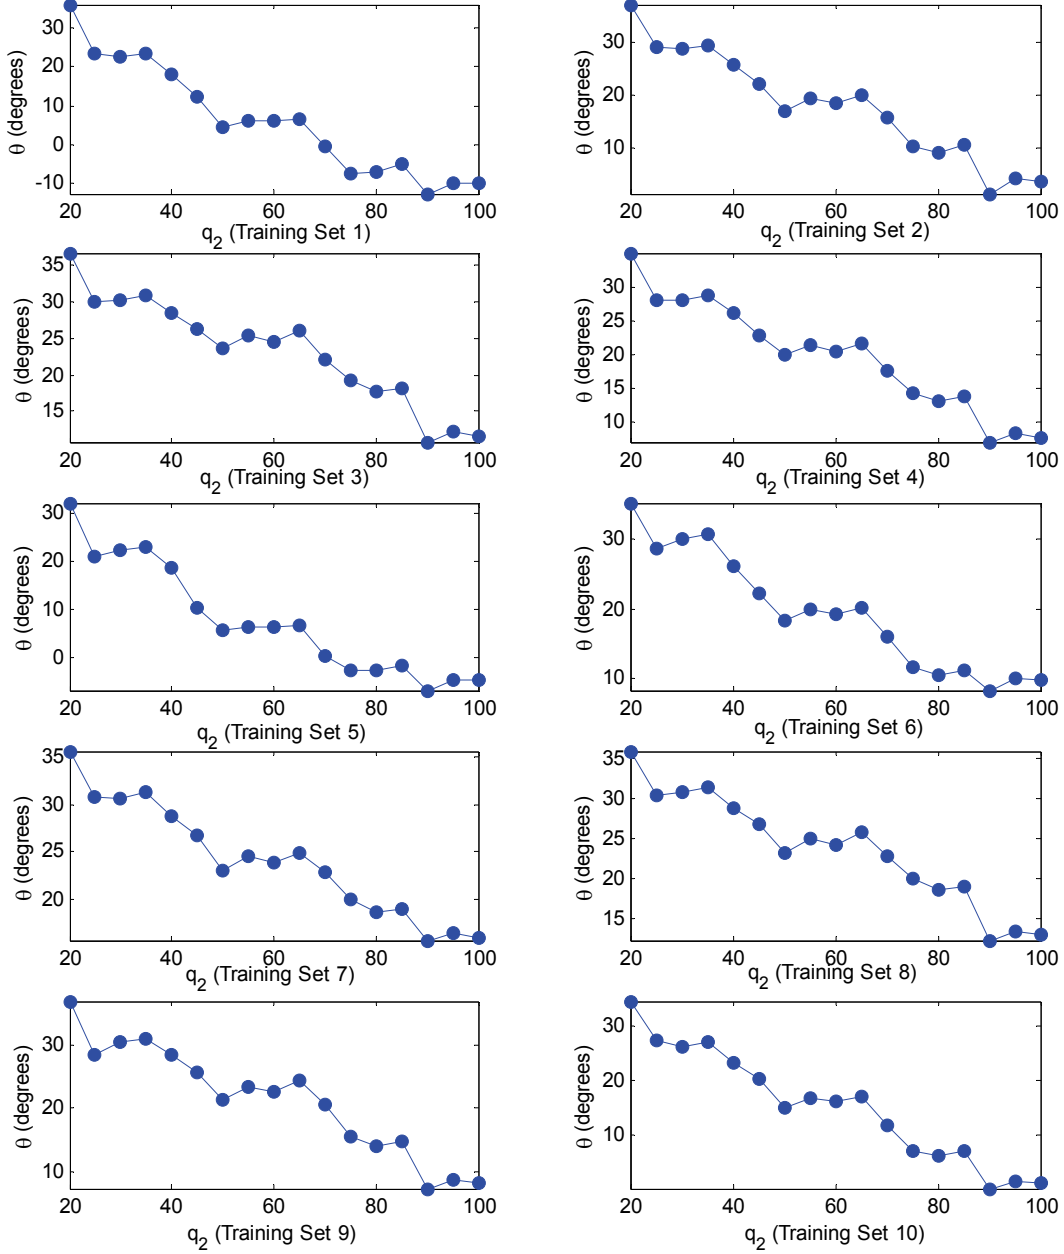 θ (degrees)
30
20
10
0
-10
20 40 60 80 100
q2 (Training Set 1)
θ (degrees)
30
20
10
20 40 60 80 100
q2 (Training Set 2)
θ (degrees)
35
30
25
20
15
20 40 60 80 100
q2 (Training Set 3)
θ (degrees)
35
30
25
20
15
10
20 40 60 80 100
q2 (Training Set 4)
θ (degrees)
30
20
10
0
20 40 60 80 100
q2 (Training Set 5)
θ (degrees)
30
20
10
20 40 60 80 100
q2 (Training Set 6)
θ (degrees)
35
30
25
20
20 40 60 80 100
q2 (Training Set 7)
θ (degrees)
35
30
25
20
15
20 40 60 80 100
q2 (Training Set 8)
θ (degrees)
30
20
10
20 40 60 80 100
q2 (Training Set 9)
θ (degrees)
30
20
10
20 40 60 80 100
q2 (Training Set 10)